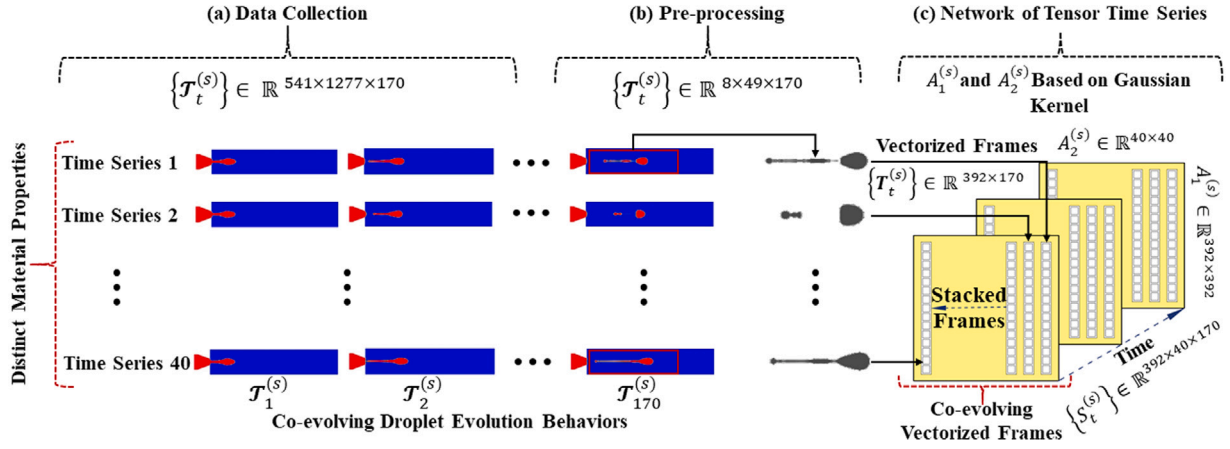 (a) Data Collection
(b) Pre-processing
(c) Network of Tensor Time Series
{𝓣_t^(s)} ∈ ℝ^541×1277×170
{𝓣_t^(s)} ∈ ℝ^8×49×170
A_1^(s) and A_2^(s) Based on Gaussian
Kernel
Distinct Material Properties
Time Series 1
Time Series 2
Time Series 40
Vectorized Frames
{T_t^(s)} ∈ ℝ^392×170
A_2^(s) ∈ ℝ^40×40
A_1^(s) ∈ ℝ^392×392
Stacked
Frames
Time
{S_t^(s)} ∈ ℝ^392×40×170
𝓣_1^(s)
𝓣_2^(s)
𝓣_170^(s)
Co-evolving Droplet Evolution Behaviors
Co-evolving
Vectorized Frames